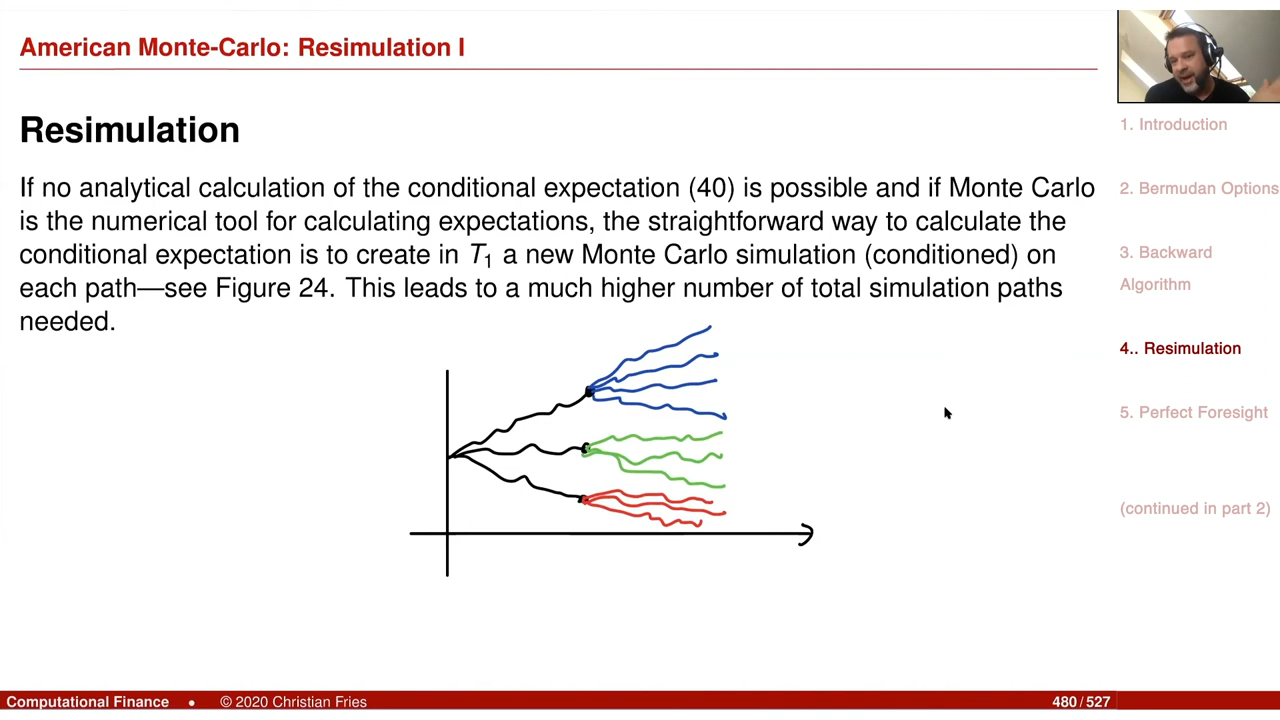 American Monte-Carlo: Resimulation I
Resimulation
If no analytical calculation of the conditional expectation (40) is possible and if Monte Carlo
is the numerical tool for calculating expectations, the straightforward way to calculate the
conditional expectation is to create in T₁ a new Monte Carlo simulation (conditioned) on
each path—see Figure 24. This leads to a much higher number of total simulation paths
needed.
1. Introduction
2. Bermudan Options
3. Backward
Algorithm
4.. Resimulation
5. Perfect Foresight
(continued in part 2)
Computational Finance • © 2020 Christian Fries 480/527